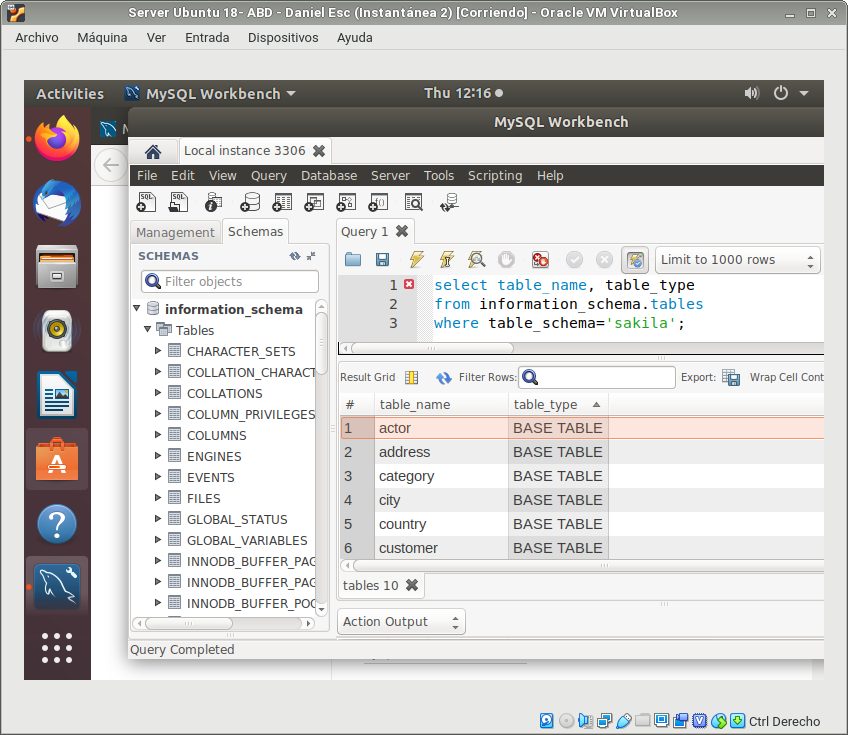 Server Ubuntu 18- ABD - Daniel Esc (Instantánea 2) [Corriendo] - Oracle VM VirtualBox
Archivo Máquina Ver Entrada Dispositivos Ayuda
Activities MySQL Workbench Thu 12:16
MySQL Workbench
Local instance 3306
File Edit View Query Database Server Tools Scripting Help
Management Schemas
Query 1
SCHEMAS
Limit to 1000 rows
Filter objects
1 select table_name, table_type
2 from information_schema.tables
3 where table_schema='sakila';
information_schema
Tables
CHARACTER_SETS
COLLATION_CHARACT
COLLATIONS
COLUMN_PRIVILEGES
COLUMNS
ENGINES
EVENTS
FILES
GLOBAL_STATUS
GLOBAL_VARIABLES
INNODB_BUFFER_PAG
INNODB_BUFFER_PAG
INNODB_BUFFER_POO
Result Grid Filter Rows: Export: Wrap Cell Cont
# table_name table_type
1 actor BASE TABLE
2 address BASE TABLE
3 category BASE TABLE
4 city BASE TABLE
5 country BASE TABLE
6 customer BASE TABLE
tables 10
Action Output
Query Completed
Ctrl Derecho